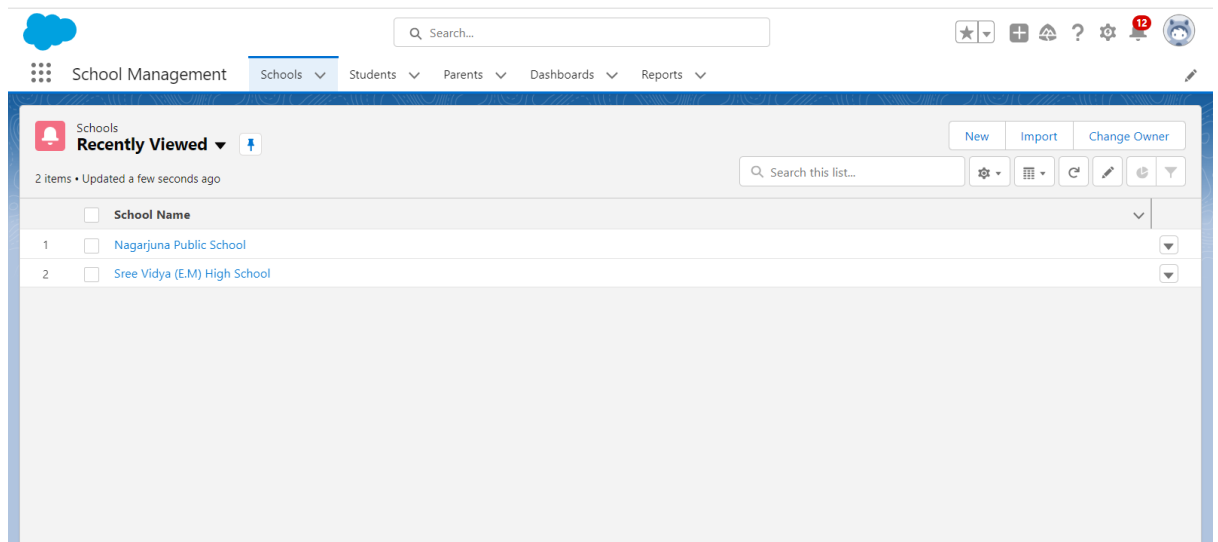 Search...
12
School Management Schools Students Parents Dashboards Reports
Schools
Recently Viewed
New Import Change Owner
2 items • Updated a few seconds ago
Search this list...
School Name
1 Nagarjuna Public School
2 Sree Vidya (E.M) High School